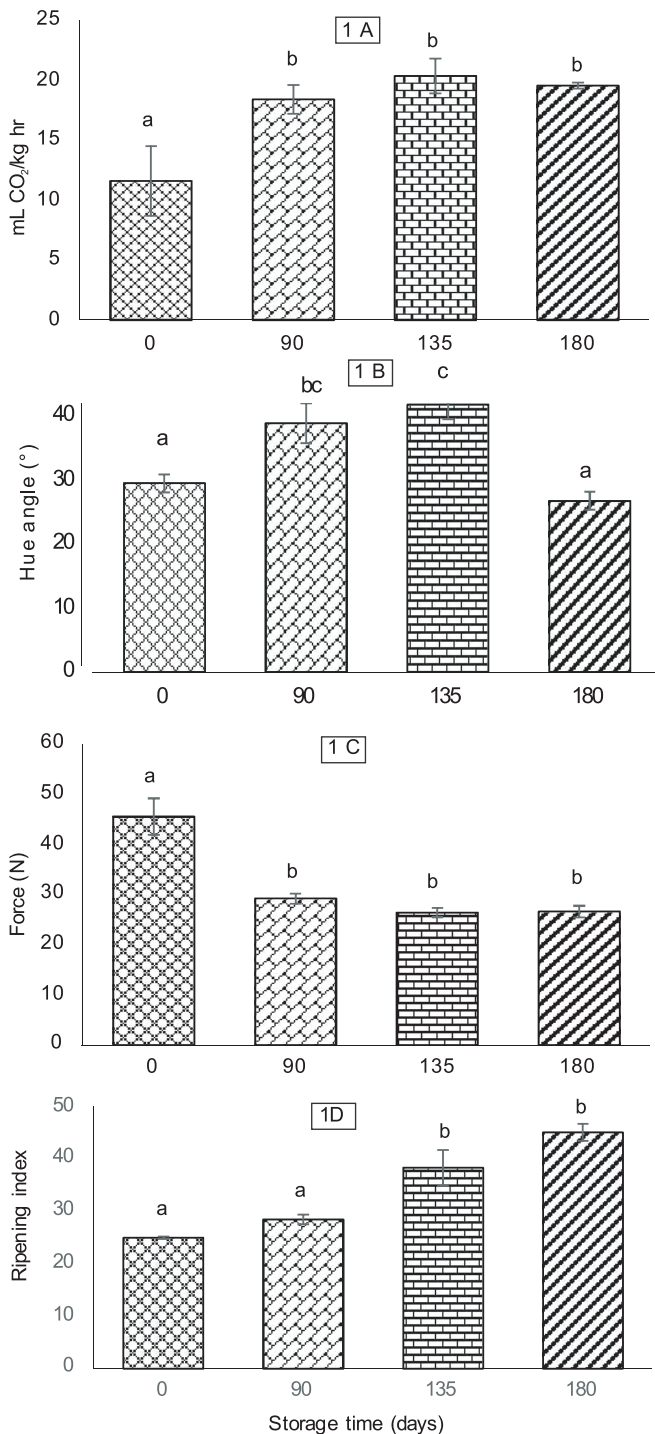 25
1 A
b
b
b
20
a
15
mL CO₂/kg hr
10
5
0
0 90 135 180
1 B
c
bc
40
a
a
30
Hue angle (°)
20
10
0
0 90 135 180
60
1 C
a
50
40
b
b
b
Force (N)
30
20
10
0
0 90 135 180
50
1D
b
b
40
a
a
30
Ripening index
20
10
0
0 90 135 180
Storage time (days)